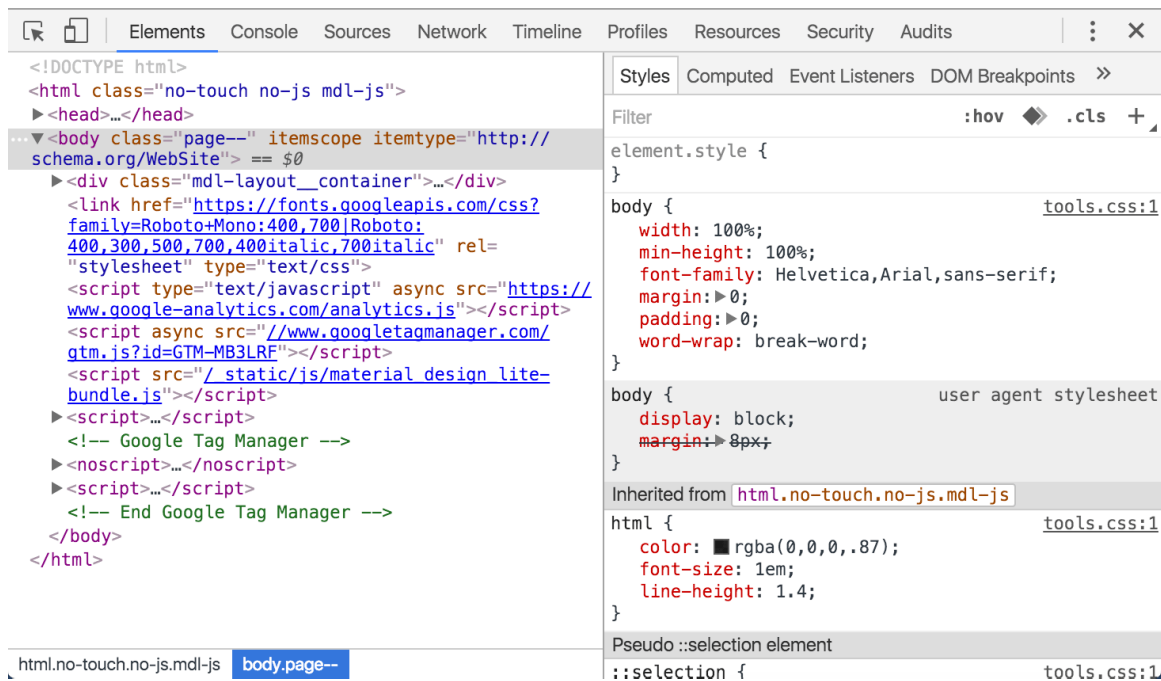 Elements Console Sources Network Timeline Profiles Resources Security Audits
<!DOCTYPE html>
<html class="no-touch no-js mdl-js">
<head>…</head>
<body class="page--" itemscope itemtype="http://
schema.org/WebSite"> == $0
<div class="mdl-layout__container">…</div>
<link href="https://fonts.googleapis.com/css?
family=Roboto+Mono:400,700|Roboto:
400,300,500,700,400italic,700italic" rel=
"stylesheet" type="text/css">
<script type="text/javascript" async src="https://
www.google-analytics.com/analytics.js"></script>
<script async src="//www.googletagmanager.com/
gtm.js?id=GTM-MB3LRF"></script>
<script src="/_static/js/material_design_lite-
bundle.js"></script>
<script>…</script>
<!-- Google Tag Manager -->
<noscript>…</noscript>
<script>…</script>
<!-- End Google Tag Manager -->
</body>
</html>
html.no-touch.no-js.mdl-js body.page--
Styles Computed Event Listeners DOM Breakpoints »
Filter :hov .cls +
element.style {
}
body { tools.css:1
width: 100%;
min-height: 100%;
font-family: Helvetica,Arial,sans-serif;
margin: 0;
padding: 0;
word-wrap: break-word;
}
body { user agent stylesheet
display: block;
margin: 8px;
}
Inherited from html.no-touch.no-js.mdl-js
html { tools.css:1
color: rgba(0,0,0,.87);
font-size: 1em;
line-height: 1.4;
}
Pseudo ::selection element
::selection { tools.css:1